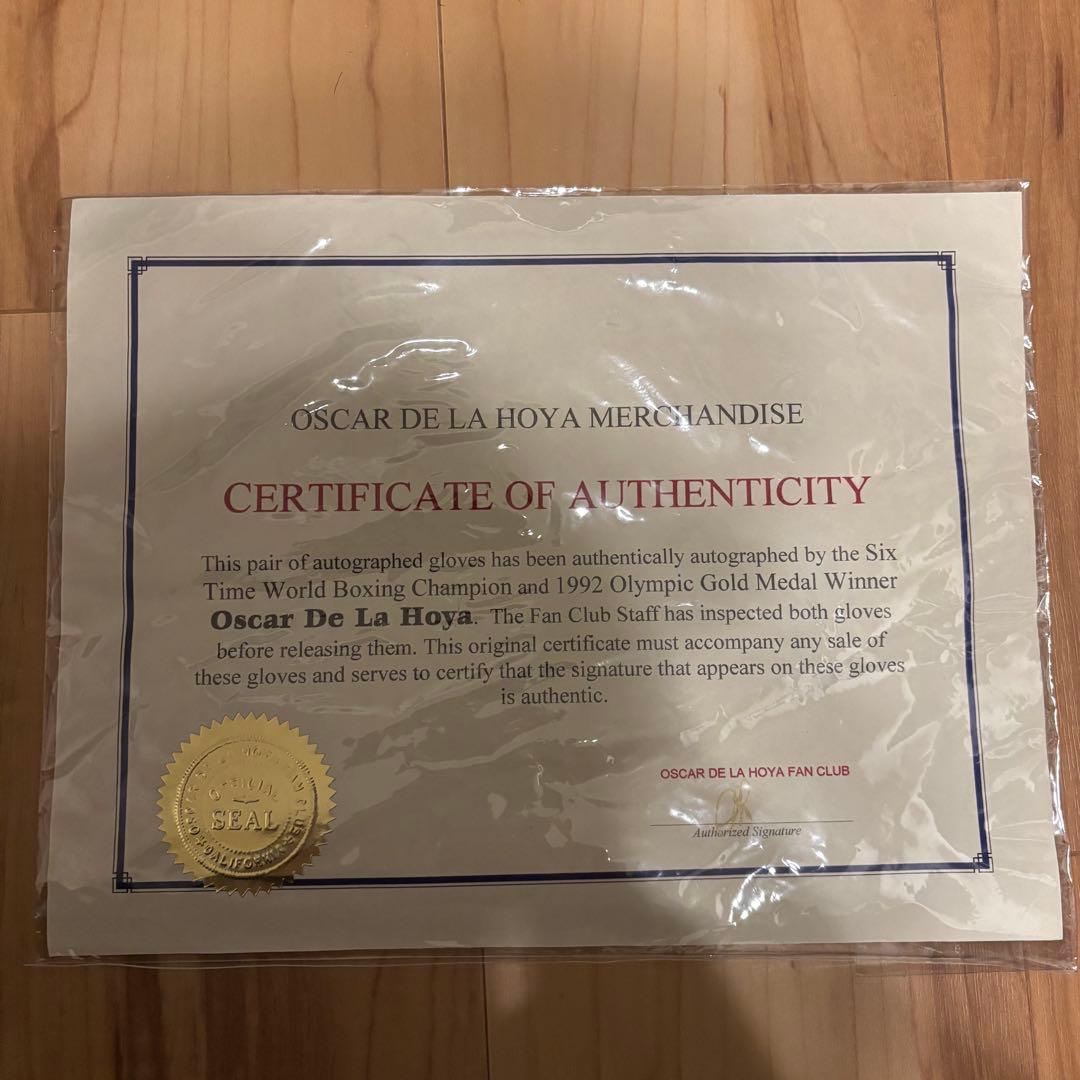 OSCAR DE LA HOYA MERCHANDISE
CERTIFICATE OF AUTHENTICITY
This pair of autographed gloves has been authentically autographed by the Six
Time World Boxing Champion and 1992 Olympic Gold Medal Winner
Oscar De La Hoya. The Fan Club Staff has inspected both gloves
before releasing them. This original certificate must accompany any sale of
these gloves and serves to certify that the signature that appears on these gloves
is authentic.
OSCAR DE LA HOYA FAN CLUB
Authorized Signature
OFFICIAL
SEAL
CALIFORNIA